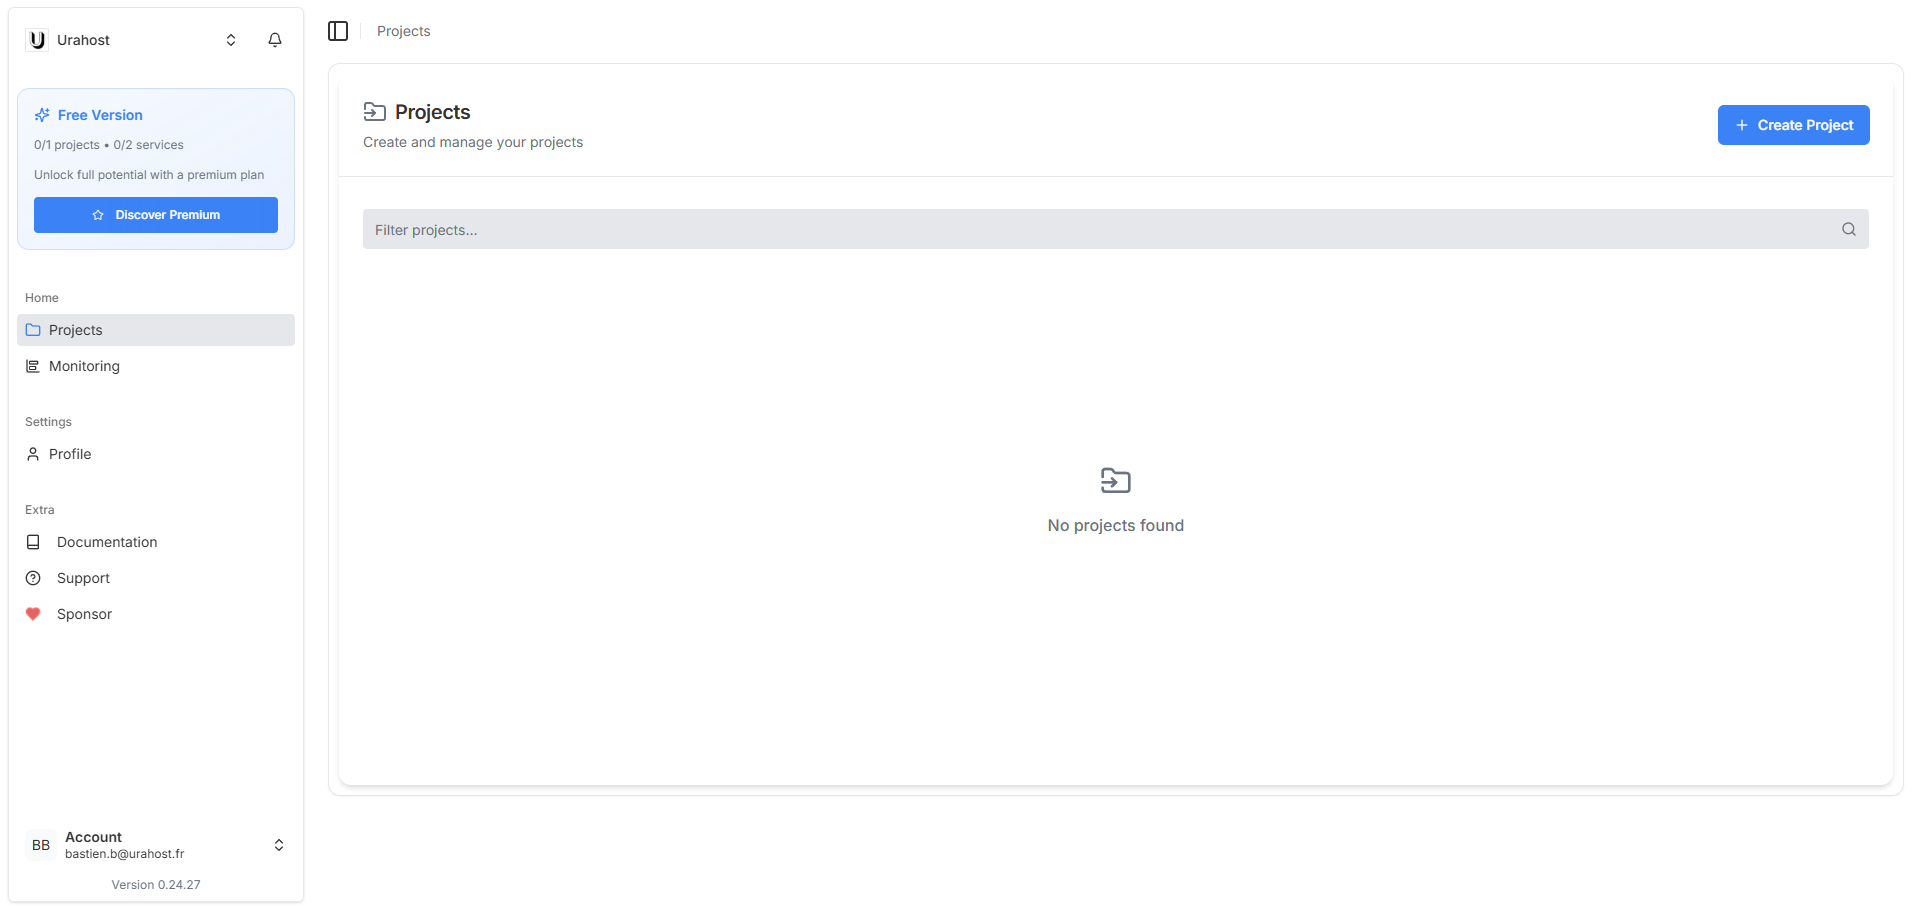 Urahost
Free Version
0/1 projects • 0/2 services
Unlock full potential with a premium plan
Discover Premium
Home
Projects
Monitoring
Settings
Profile
Extra
Documentation
Support
Sponsor
BB
Account
bastien.b@urahost.fr
Version 0.24.27
Projects
Projects
Create and manage your projects
Create Project
Filter projects...
No projects found